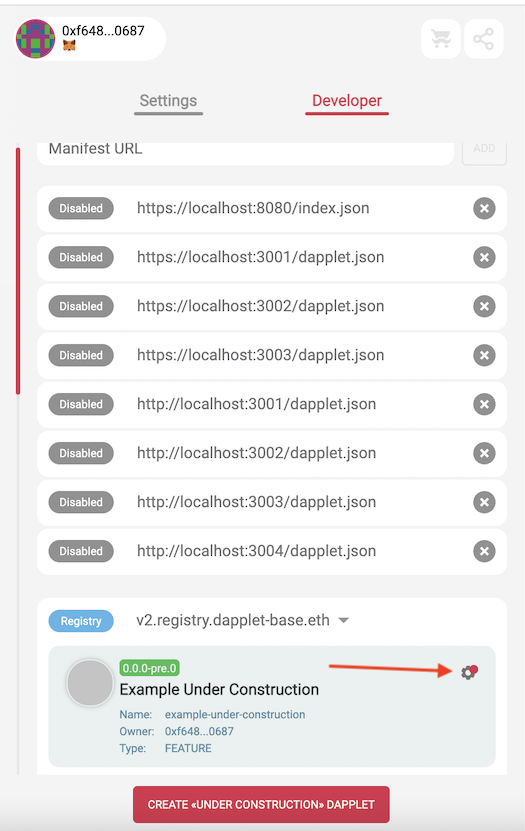 0xf648...0687
Settings
Developer
Manifest URL
ADD
Disabled
https://localhost:8080/index.json
Disabled
https://localhost:3001/dapplet.json
Disabled
https://localhost:3002/dapplet.json
Disabled
https://localhost:3003/dapplet.json
Disabled
http://localhost:3001/dapplet.json
Disabled
http://localhost:3002/dapplet.json
Disabled
http://localhost:3003/dapplet.json
Disabled
http://localhost:3004/dapplet.json
Registry
v2.registry.dapplet-base.eth
0.0.0-pre.0
Example Under Construction
Name: example-under-construction
Owner: 0xf648...0687
Type: FEATURE
CREATE «UNDER CONSTRUCTION» DAPPLET